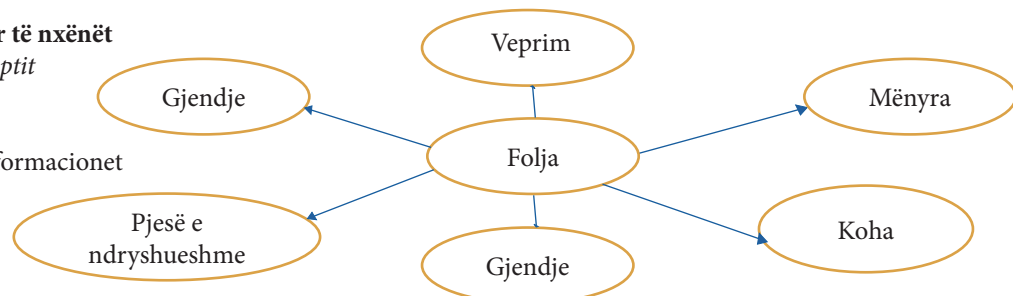 r të nxënët
ptit
formacionet
Veprim
Gjendje
Mënyra
Folja
Pjesë e
ndryshueshme
Koha
Gjendje